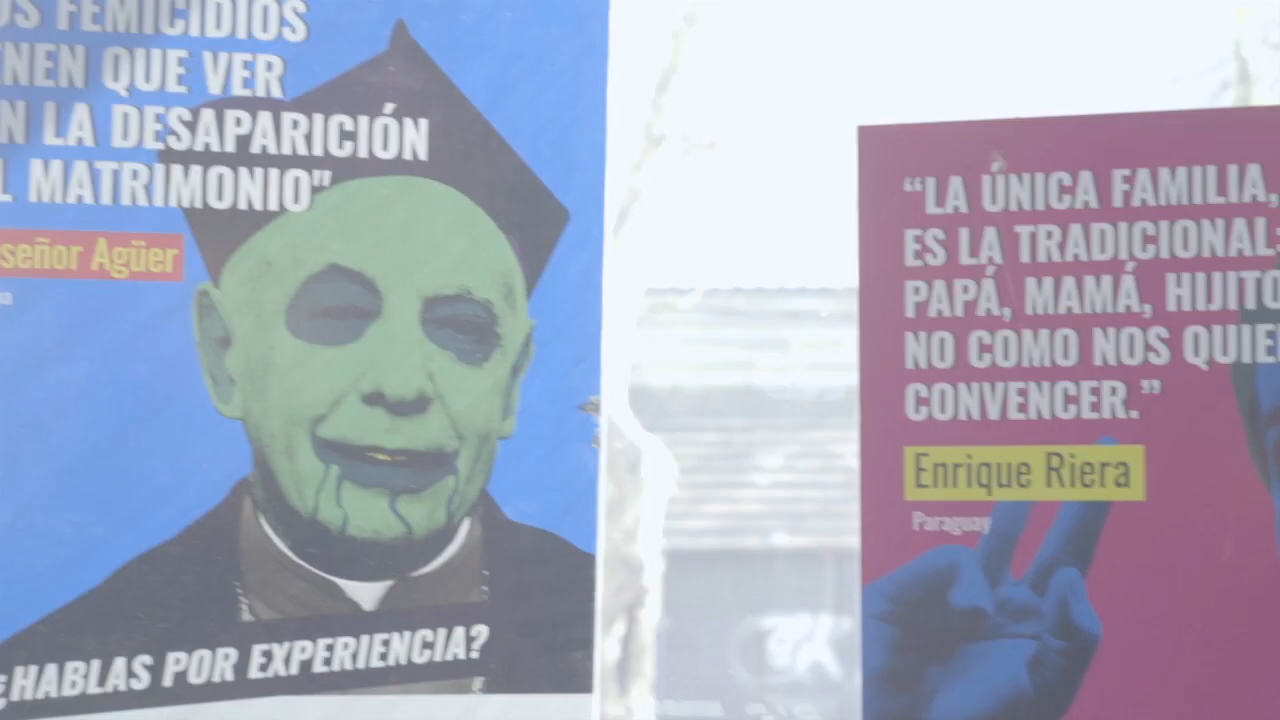 OS FEMICIDIOS
ENEN QUE VER
N LA DESAPARICIÓN
L MATRIMONIO"
señor Agüer
¿HABLAS POR EXPERIENCIA?
“LA ÚNICA FAMILIA,
ES LA TRADICIONAL:
PAPÁ, MAMÁ, HIJITO
NO COMO NOS QUIE
CONVENCER.”
Enrique Riera
Paraguay